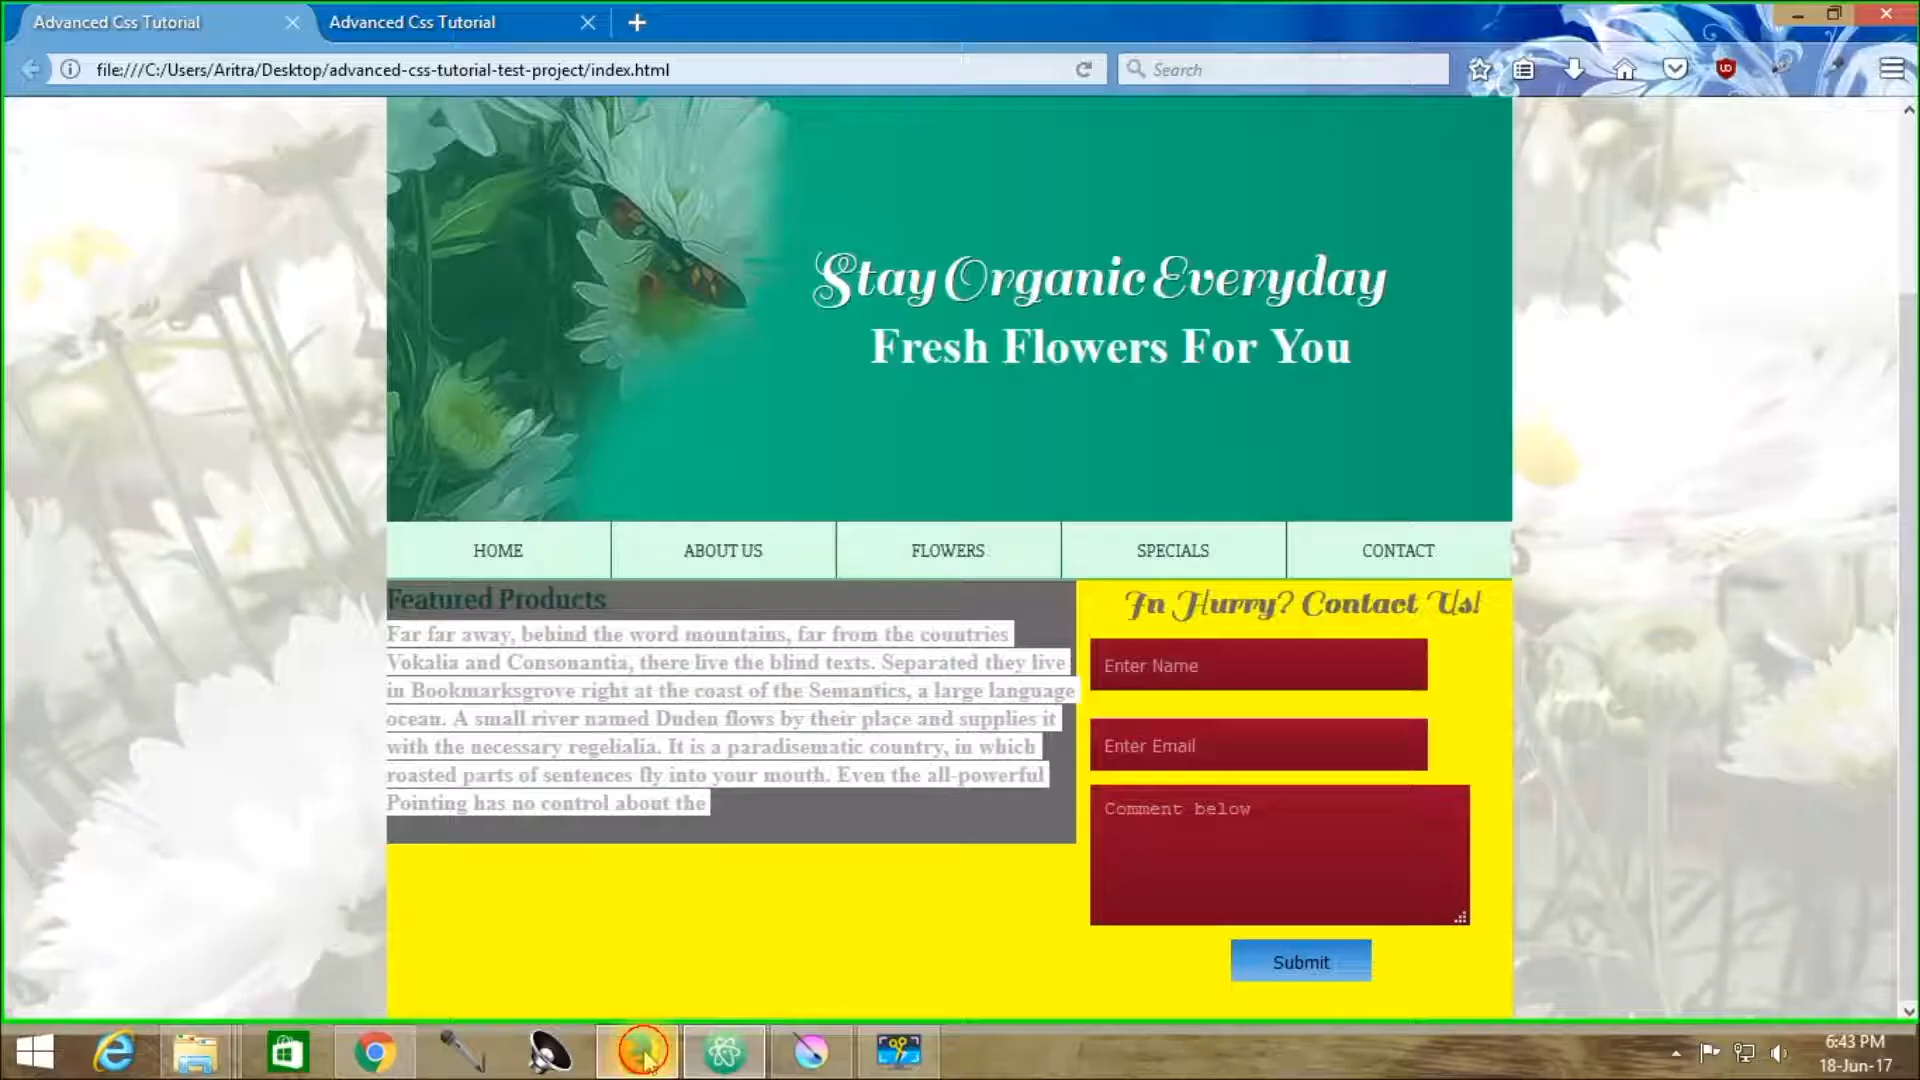 Advanced Css Tutorial
Advanced Css Tutorial
file:///C:/Users/Aritra/Desktop/advanced-css-tutorial-test-project/index.html
Search
Stay Organic Everyday
Fresh Flowers For You
HOME
ABOUT US
FLOWERS
SPECIALS
CONTACT
Featured Products
Far far away, behind the word mountains, far from the countries
Vokalia and Consonantia, there live the blind texts. Separated they live
in Bookmarksgrove right at the coast of the Semantics, a large language
ocean. A small river named Duden flows by their place and supplies it
with the necessary regelialia. It is a paradisematic country, in which
roasted parts of sentences fly into your mouth. Even the all-powerful
Pointing has no control about the
In Hurry? Contact Us!
Enter Name
Enter Email
Comment below
Submit
6:43 PM
18-Jun-17